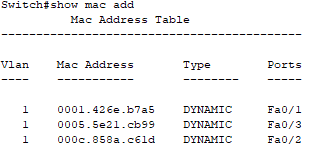 Switch#show mac add
Mac Address Table
-------------------------------------------
Vlan Mac Address Type Ports
---- ----------- -------- -----
1 0001.426e.b7a5 DYNAMIC Fa0/1
1 0005.5e21.cb99 DYNAMIC Fa0/3
1 000c.858a.c61d DYNAMIC Fa0/2